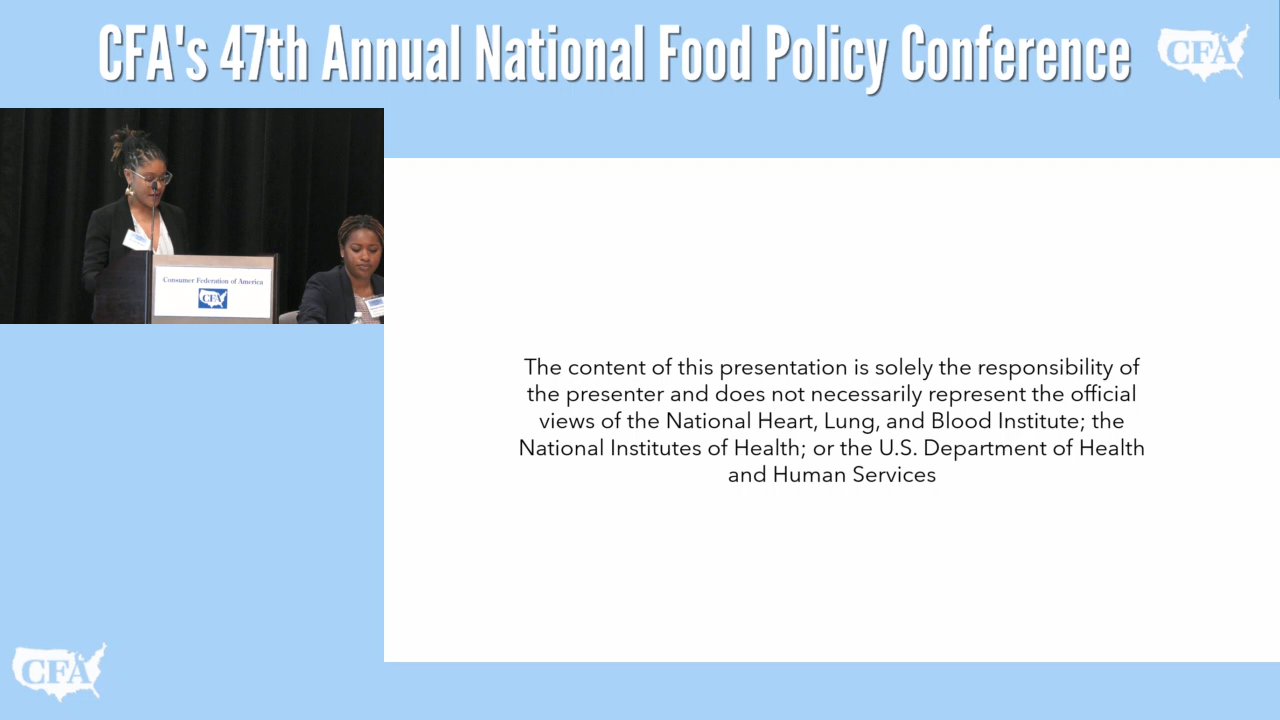 CFA's 47th Annual National Food Policy Conference
CFA
Consumer Federation of America
CFA
The content of this presentation is solely the responsibility of
the presenter and does not necessarily represent the official
views of the National Heart, Lung, and Blood Institute; the
National Institutes of Health; or the U.S. Department of Health
and Human Services
CFA